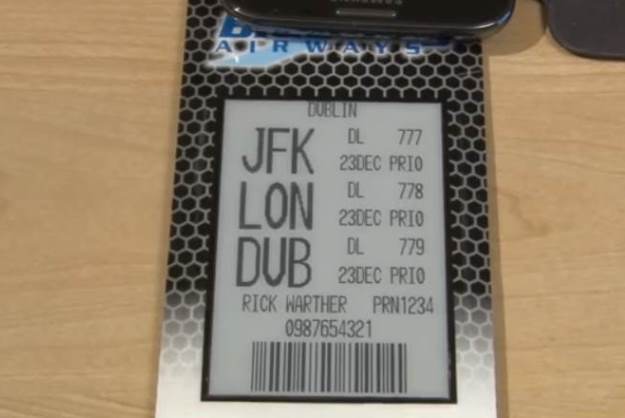 AIRWAYS
DUBLIN
JFK DL 777
23DEC PRIO
LON DL 778
23DEC PRIO
DUB DL 779
23DEC PRIO
RICK WARTHER PRN1234
0987654321